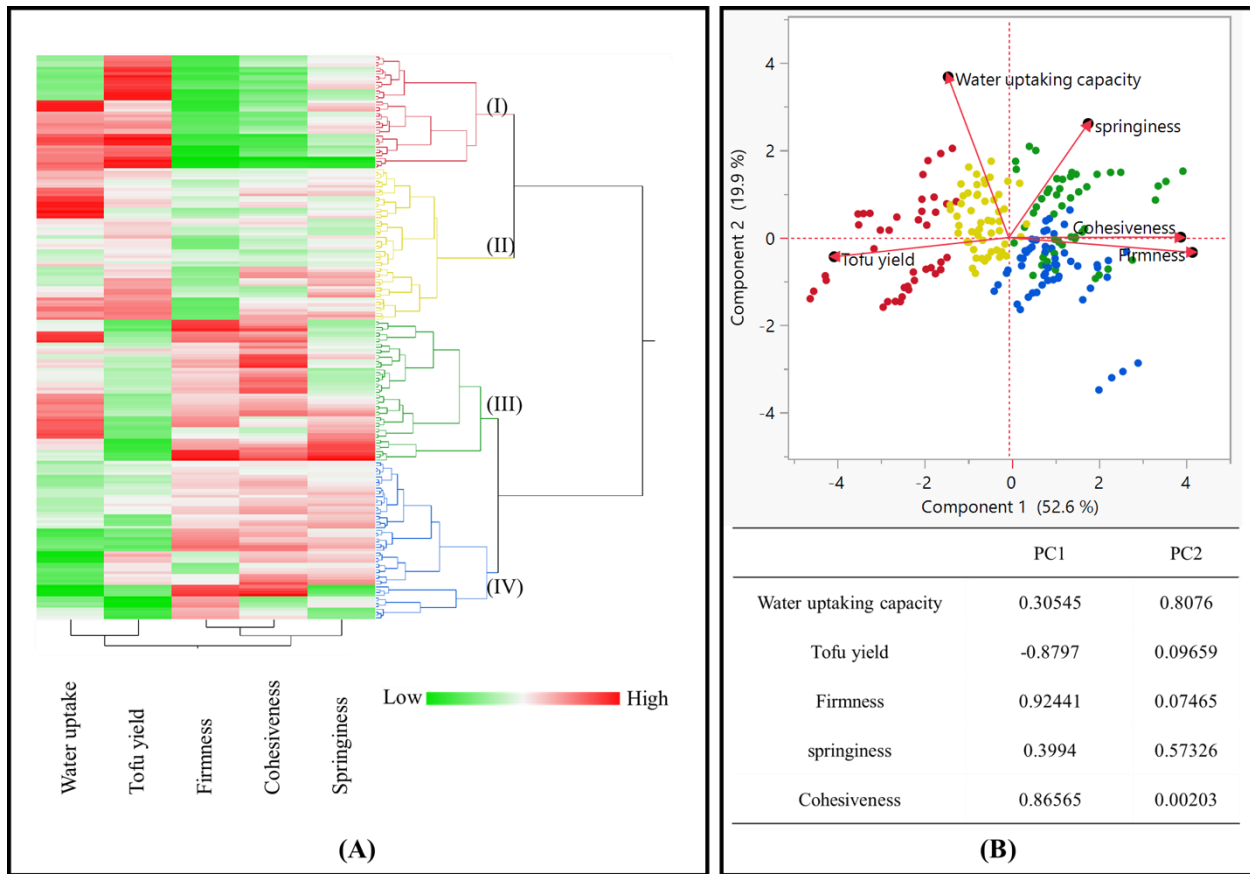 (I)
(II)
(III)
(IV)
Water uptake
Tofu yield
Firmness
Cohesiveness
Springiness
Low
High
(A)
4
2
0
-2
-4
Component 2 (19.9 %)
Water uptaking capacity
springiness
Cohesiveness
Firmness
Tofu yield
-4 -2 0 2 4
Component 1 (52.6 %)
PC1 PC2
Water uptaking capacity 0.30545 0.8076
Tofu yield -0.8797 0.09659
Firmness 0.92441 0.07465
springiness 0.3994 0.57326
Cohesiveness 0.86565 0.00203
(B)